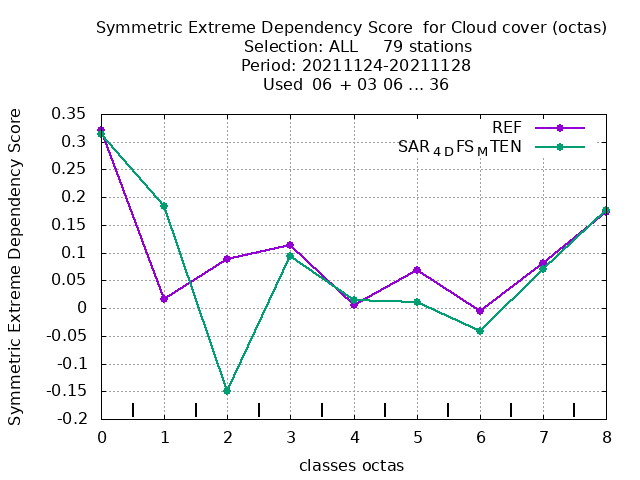 Symmetric Extreme Dependency Score  for Cloud cover (octas)
Selection: ALL     79 stations
Period: 20211124-20211128
Used  06 + 03 06 ... 36
REF
SAR4DFSMTEN
Symmetric Extreme Dependency Score
0.35
0.3
0.25
0.2
0.15
0.1
0.05
0
-0.05
-0.1
-0.15
-0.2
0 1 2 3 4 5 6 7 8
classes octas